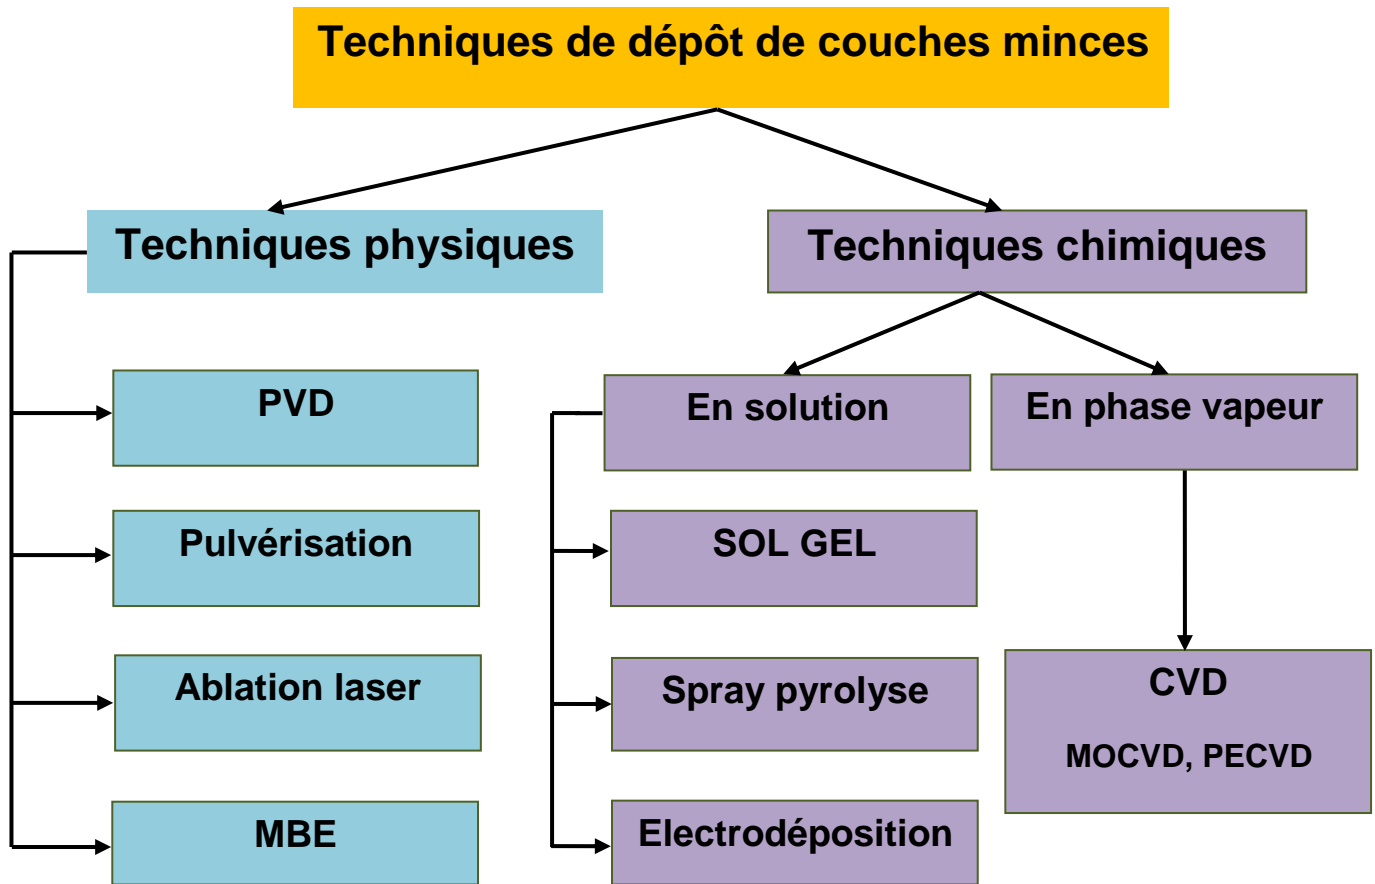 Techniques de dépôt de couches minces
Techniques physiques
Techniques chimiques
PVD
En solution
En phase vapeur
Pulvérisation
SOL GEL
Ablation laser
Spray pyrolyse
CVD
MOCVD, PECVD
MBE
Electrodéposition